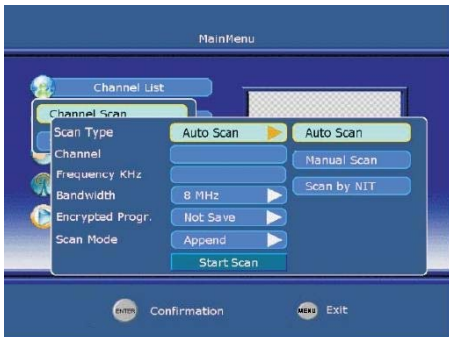 MainMenu
Channel List
Channel Scan
Scan Type Auto Scan Auto Scan
Channel Manual Scan
Frequency KHz Scan by NIT
Bandwidth 8 MHz
Encrypted Progr. Not Save
Scan Mode Append
Start Scan
ENTER Confirmation MENU Exit